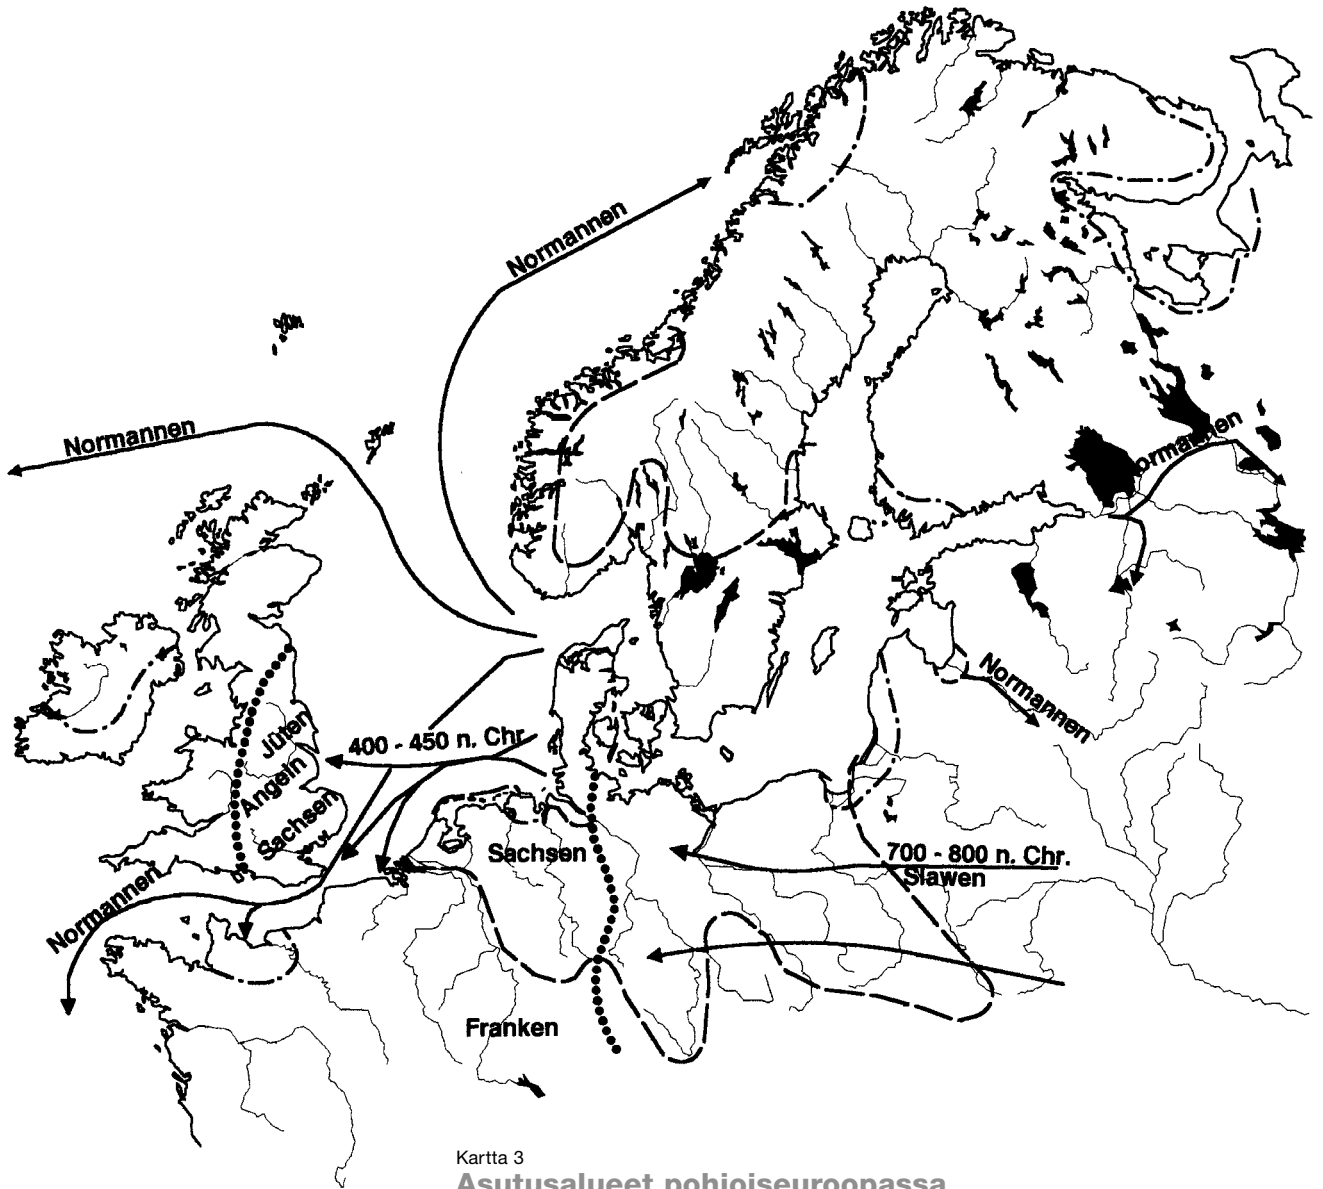 Normannen
Normannen
Normannen
Normannen
400 - 450 n. Chr.
Jüten
Angeln
Sachsen
Sachsen
700 - 800 n. Chr.
Slawen
Normannen
Franken
Kartta 3
Asutusalueet pohjoiseuroopassa